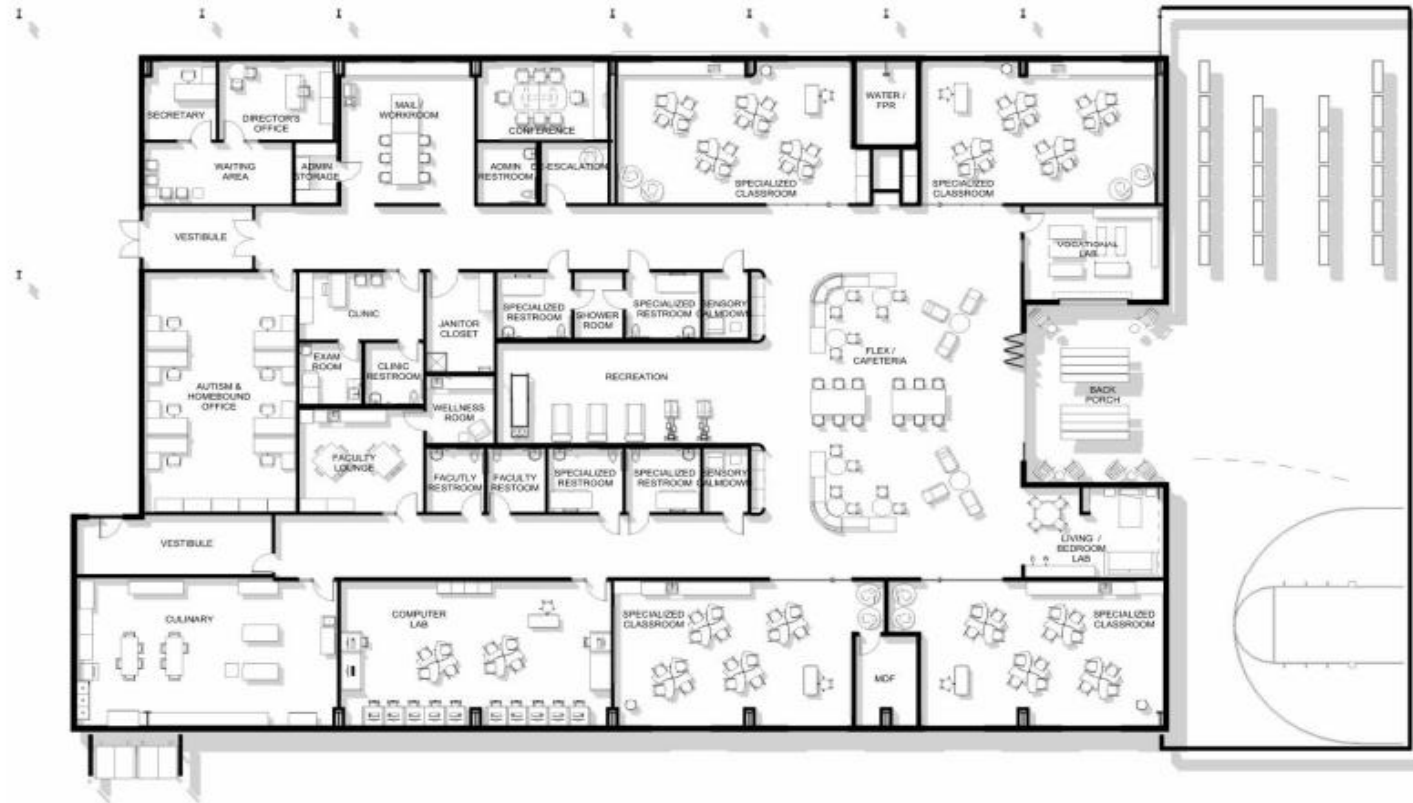 SECRETARY
DIRECTOR'S
OFFICE
MAIL /
WORKROOM
CONFERENCE
WATER /
FPR
WAITING
AREA
ADMIN
STORAGE
ADMIN
RESTROOM
SPECIALIZED
CLASSROOM
SPECIALIZED
CLASSROOM
VESTIBULE
VOCATIONAL
LAB
CLINIC
JANITOR
CLOSET
SPECIALIZED
RESTROOM
SHOWER
ROOM
SPECIALIZED
RESTROOM
SENSORY
CALMDOWN
FLEX /
CAFETERIA
EXAM
ROOM
CLINIC
RESTROOM
RECREATION
AUTISM &
HOMEBOUND
OFFICE
WELLNESS
ROOM
BACK
PORCH
FACULTY
LOUNGE
FACUTLY
RESTROOM
FACULTY
RESTOOM
SPECIALIZED
RESTROOM
SPECIALIZED
RESTROOM
SENSORY
CALMDOWN
VESTIBULE
LIVING /
BEDROOM
LAB
CULINARY
COMPUTER
LAB
SPECIALIZED
CLASSROOM
SPECIALIZED
CLASSROOM
MDF